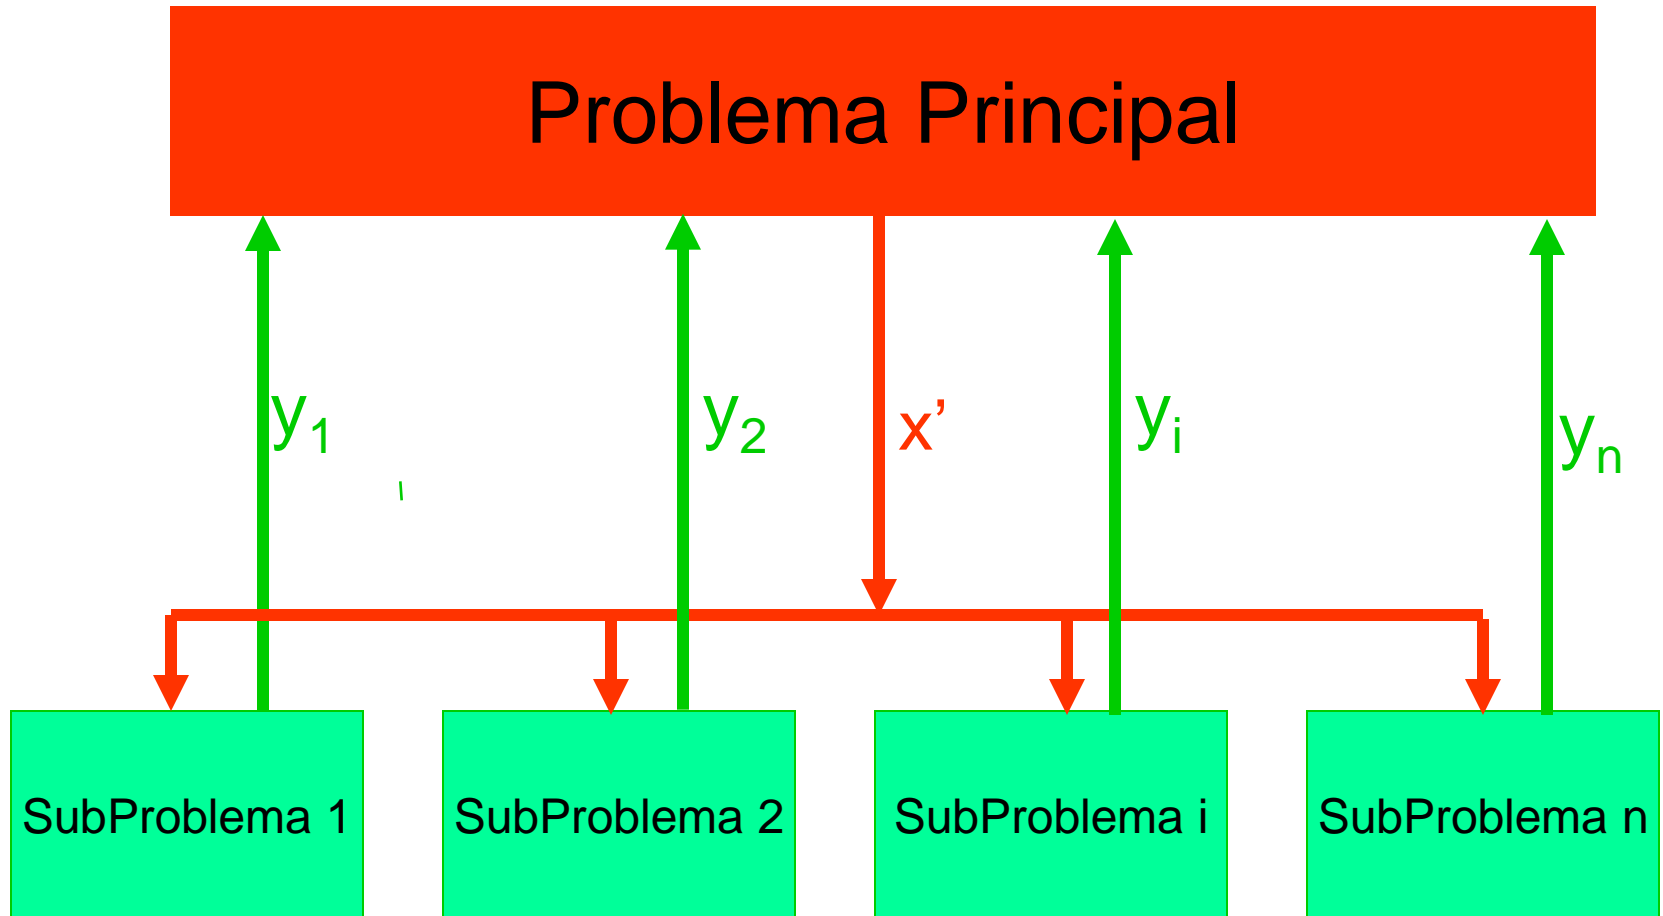 Problema Principal
y1
y2
x’
yi
yn
SubProblema 1
SubProblema 2
SubProblema i
SubProblema n